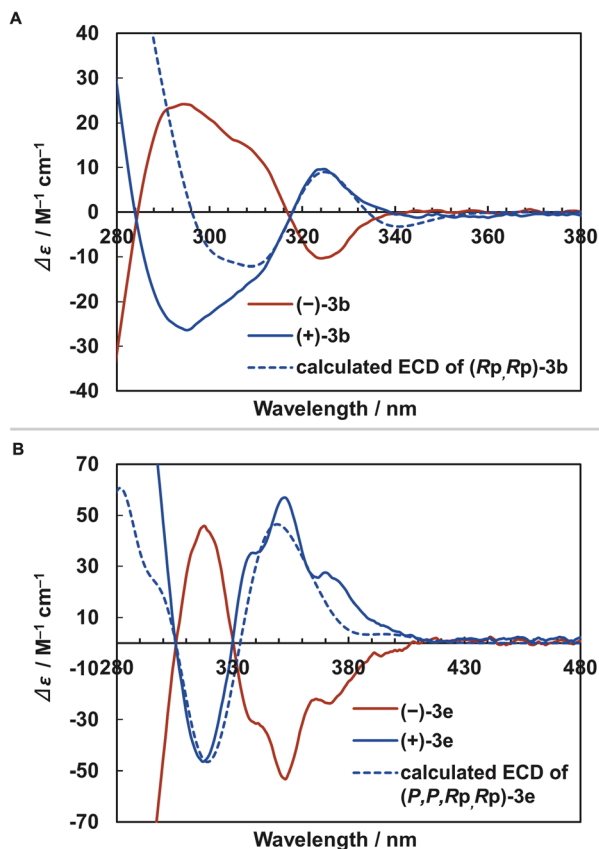 A
40
30
20
10
0
-10
-20
-30
-40
280
300
320
340
360
380
Δε / M⁻¹ cm⁻¹
(−)-3b
(+)-3b
calculated ECD of (Rp,Rp)-3b
Wavelength / nm
B
70
50
30
10
-10
-30
-50
-70
280
330
380
430
480
Δε / M⁻¹ cm⁻¹
(−)-3e
(+)-3e
calculated ECD of
(P,P,Rp,Rp)-3e
Wavelength / nm